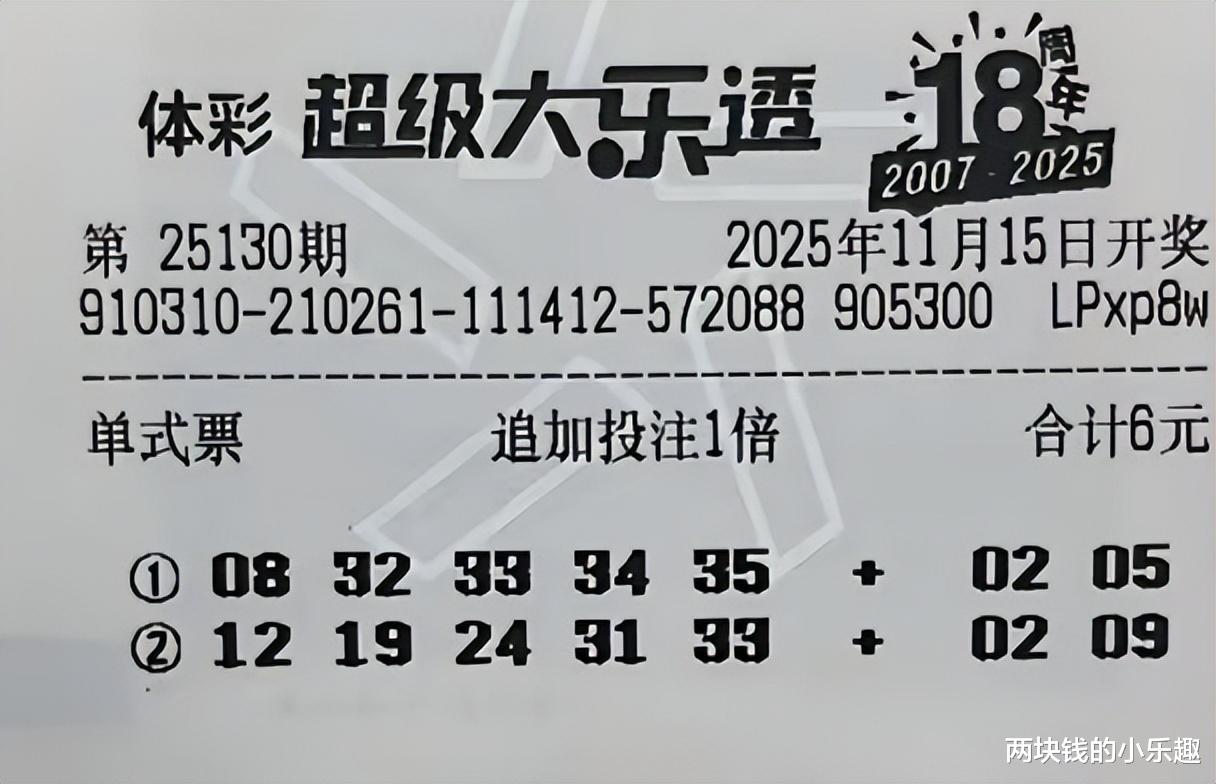 体彩 超级大乐透 18周年
2007-2025
第 25130期 2025年11月15日开奖
910310-210261-111412-572088 905300 LPxp8w
单式票 追加投注1倍 合计6元
① 08 32 33 34 35 + 02 05
② 12 19 24 31 33 + 02 09
两块钱的小乐趣